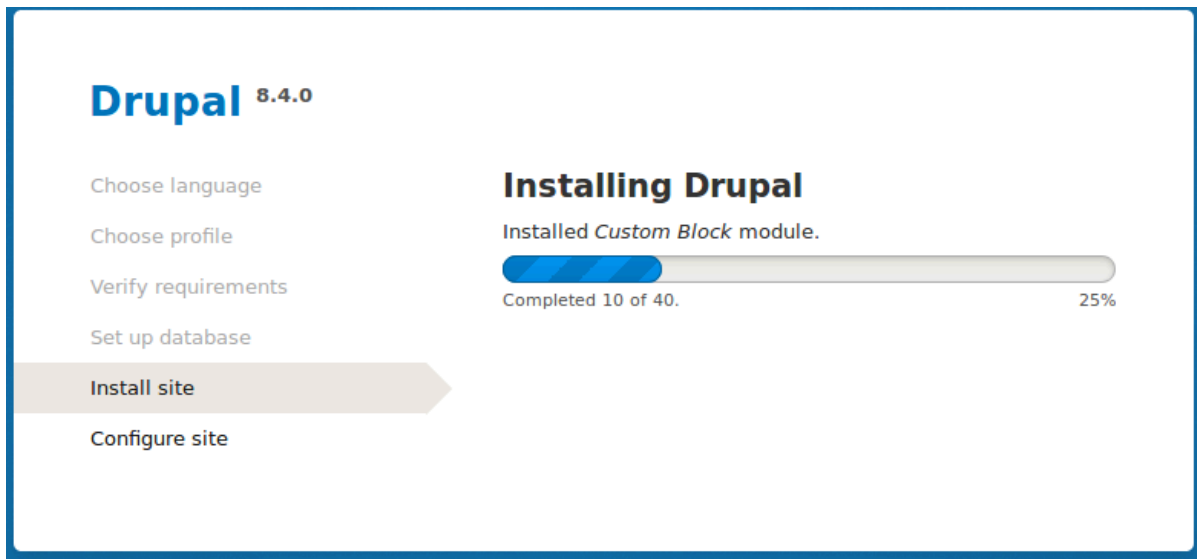 Drupal 8.4.0
Choose language
Choose profile
Verify requirements
Set up database
Install site
Configure site
Installing Drupal
Installed Custom Block module.
Completed 10 of 40. 25%